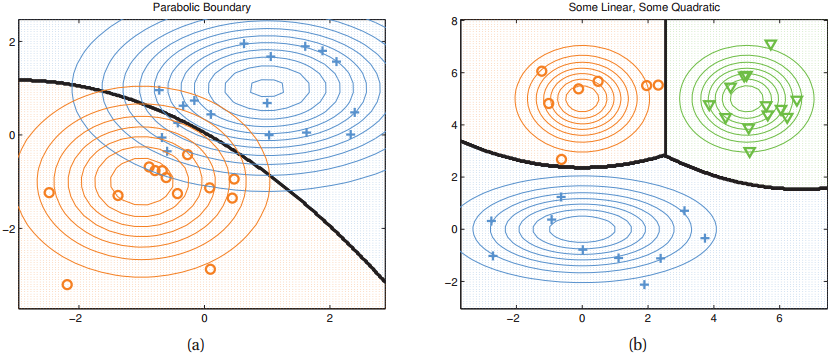 Parabolic Boundary
2
0
−2
−2 0 2
(a)
Some Linear, Some Quadratic
8
6
4
2
0
−2
−2 0 2 4 6
(b)